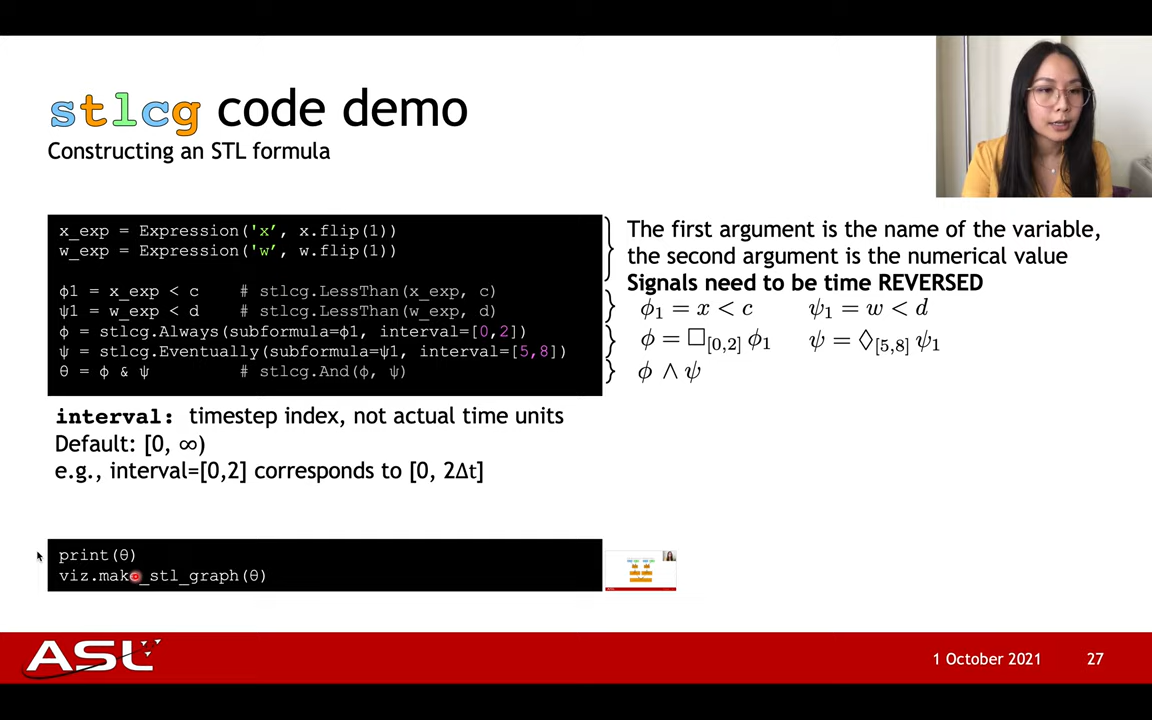 stlcg code demo
Constructing an STL formula
x_exp = Expression('x’, x.flip(1))
w_exp = Expression('w’, w.flip(1))
ϕ1 = x_exp < c # stlcg.LessThan(x_exp, c)
ψ1 = w_exp < d # stlcg.LessThan(w_exp, d)
ϕ = stlcg.Always(subformula=ϕ1, interval=[0,2])
ψ = stlcg.Eventually(subformula=ψ1, interval=[5,8])
θ = ϕ & ψ # stlcg.And(ϕ, ψ)
The first argument is the name of the variable,
the second argument is the numerical value
Signals need to be time REVERSED
ϕ₁ = x < c ψ₁ = w < d
ϕ = □[0,2] ϕ₁ ψ = ◊[5,8] ψ₁
ϕ ∧ ψ
interval: timestep index, not actual time units
Default: [0, ∞)
e.g., interval=[0,2] corresponds to [0, 2Δt]
print(θ)
viz.make_stl_graph(θ)
ASL
1 October 2021
27